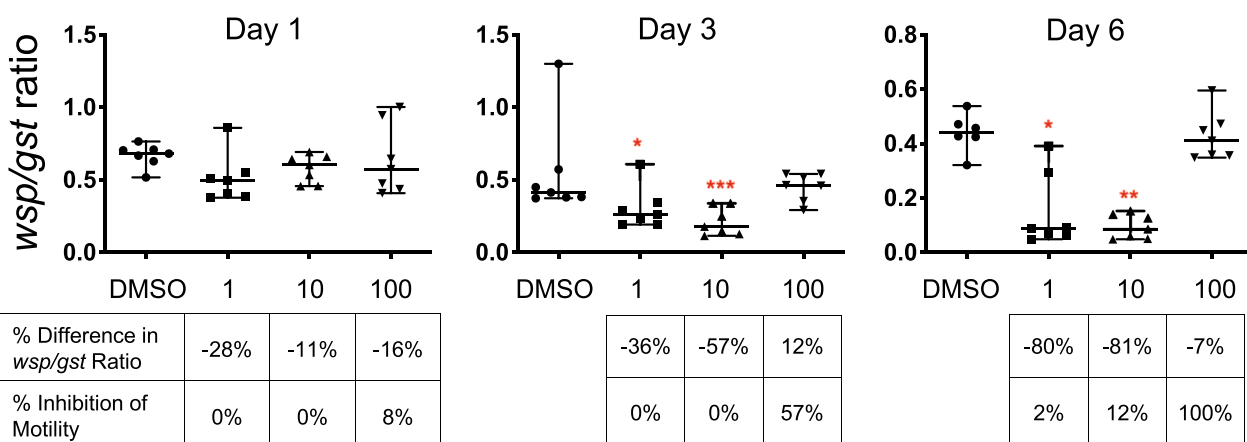 Day 1
Day 3
Day 6
wsp/gst ratio
1.5
1.0
0.5
0.0
1.5
1.0
0.5
0.0
0.8
0.6
0.4
0.2
0.0
*
***
*
**
DMSO 1 10 100
DMSO 1 10 100
DMSO 1 10 100
% Difference in
wsp/gst Ratio
-28% -11% -16%
-36% -57% 12%
-80% -81% -7%
% Inhibition of
Motility
0% 0% 8%
0% 0% 57%
2% 12% 100%